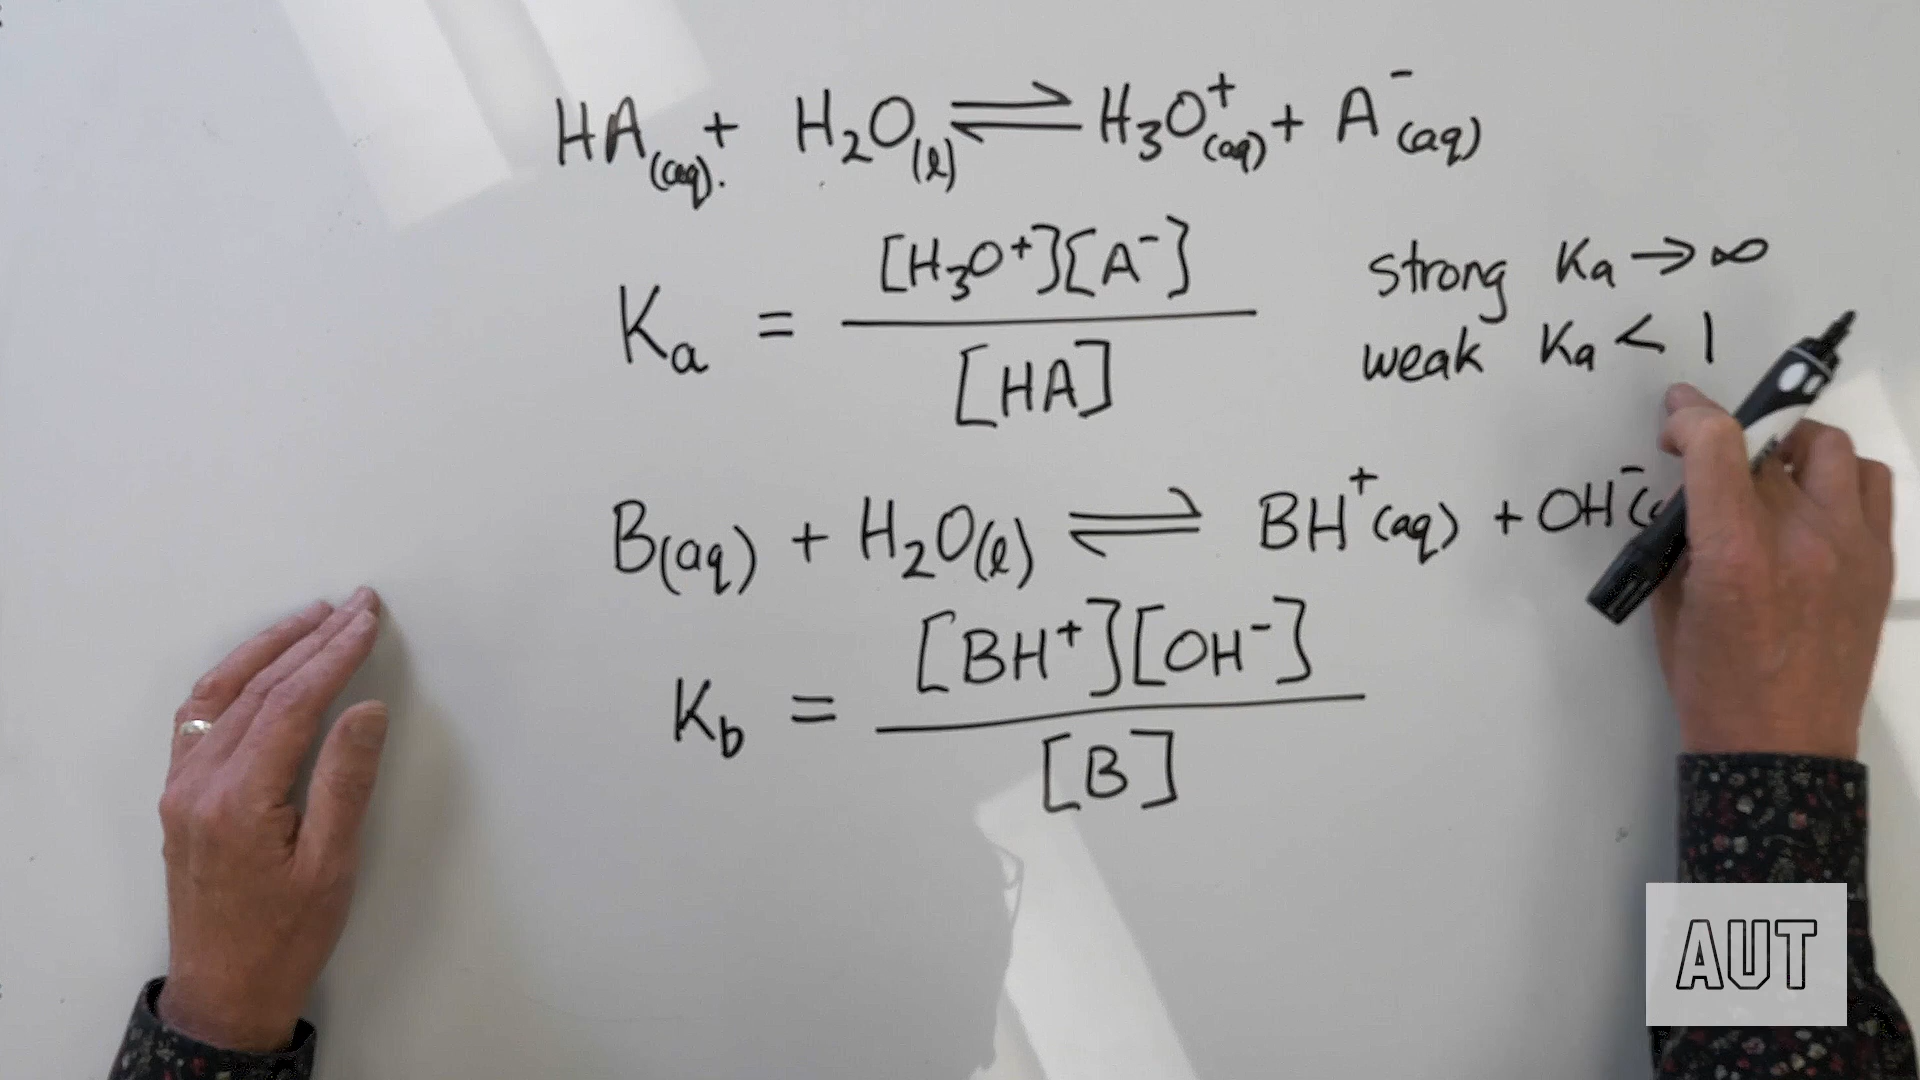 HA(aq). + H₂O(l) ⇌ H₃O⁺(aq) + A⁻(aq)
Ka = [H₃O⁺][A⁻] / [HA]
strong Ka → ∞
weak Ka < 1
B(aq) + H₂O(l) ⇌ BH⁺(aq) + OH⁻(
Kb = [BH⁺][OH⁻] / [B]
AUT